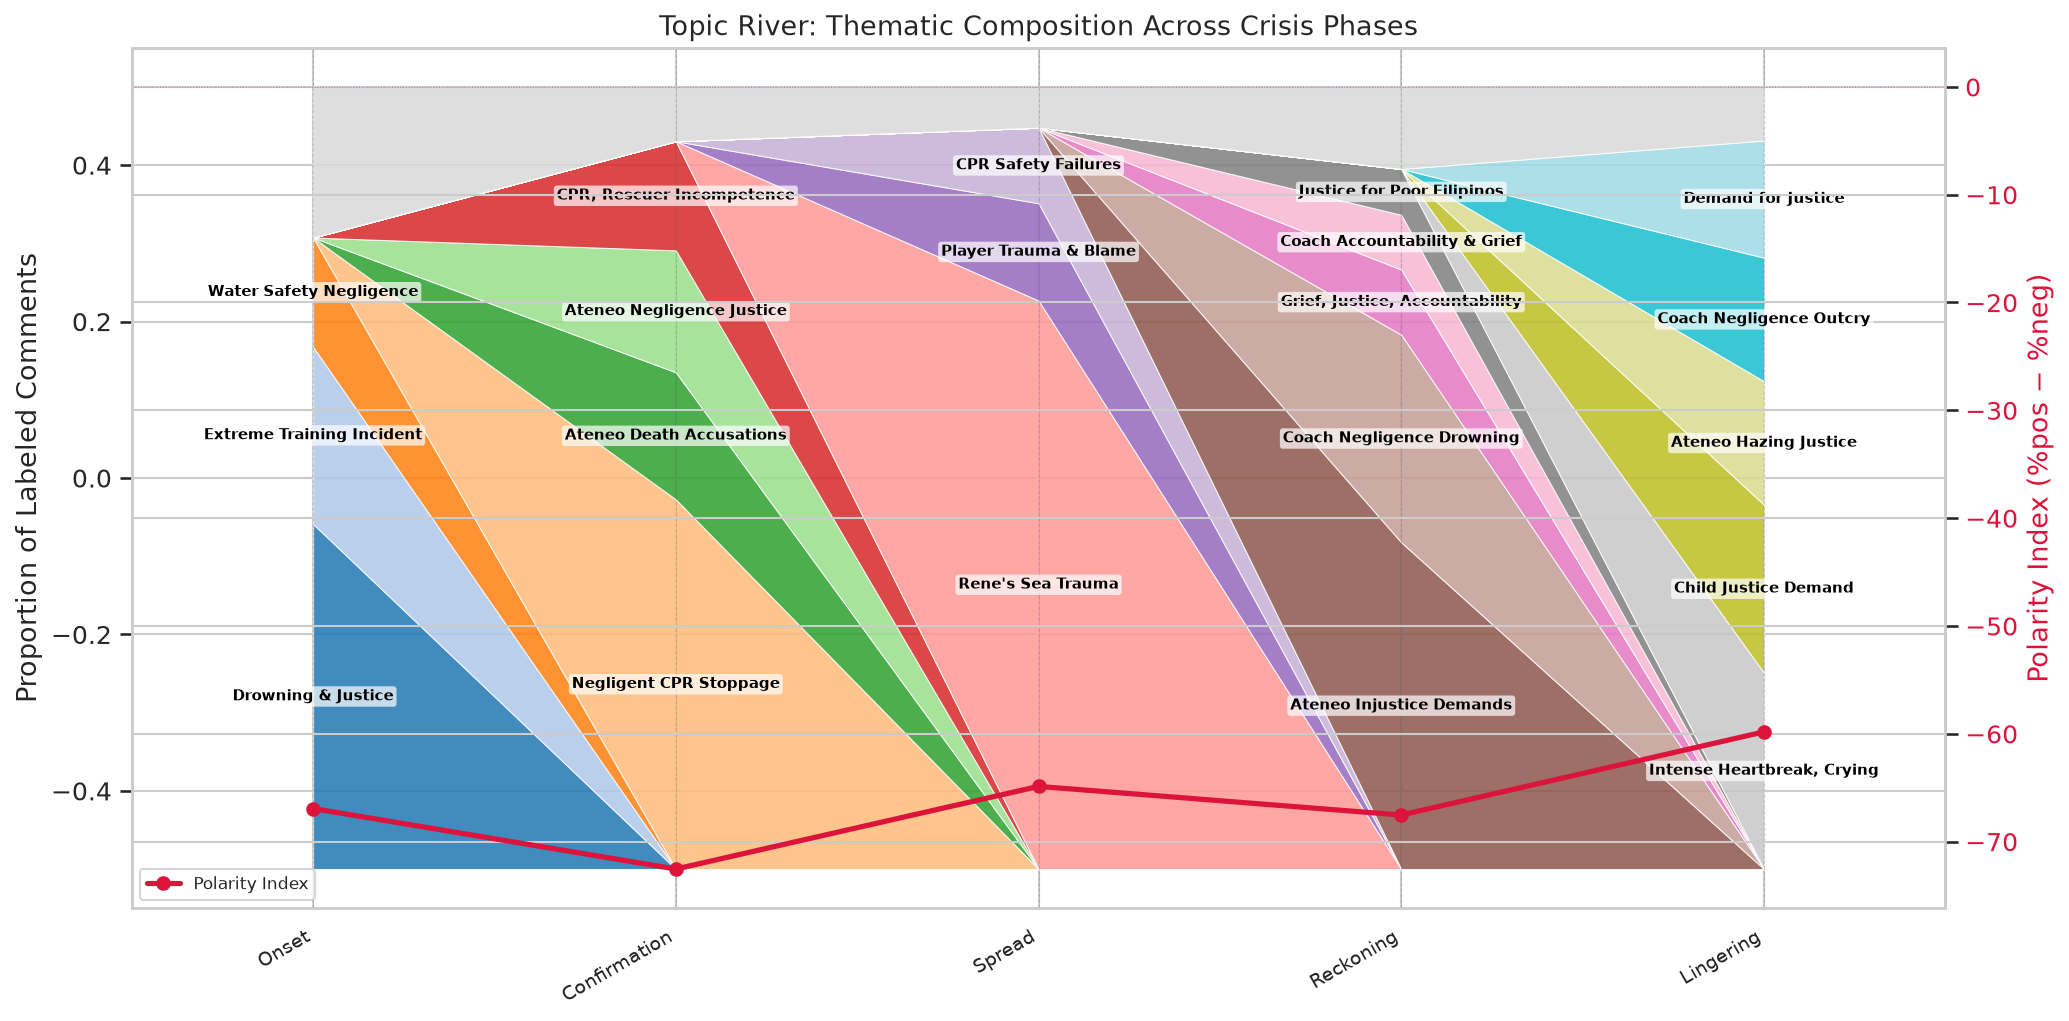 Topic River: Thematic Composition Across Crisis Phases
Proportion of Labeled Comments
0.4
0.2
0.0
−0.2
−0.4
CPR Safety Failures
Justice for Poor Filipinos
CPR, Rescuer Incompetence
Demand for Justice
Coach Accountability & Grief
Player Trauma & Blame
Water Safety Negligence
Grief, Justice, Accountability
Ateneo Negligence Justice
Coach Negligence Outcry
Extreme Training Incident
Ateneo Death Accusations
Coach Negligence Drowning
Ateneo Hazing Justice
Rene's Sea Trauma
Child Justice Demand
Negligent CPR Stoppage
Drowning & Justice
Ateneo Injustice Demands
Intense Heartbreak, Crying
Polarity Index
0
−10
−20
−30
−40
−50
−60
−70
Polarity Index (%pos − %neg)
Onset
Confirmation
Spread
Reckoning
Lingering